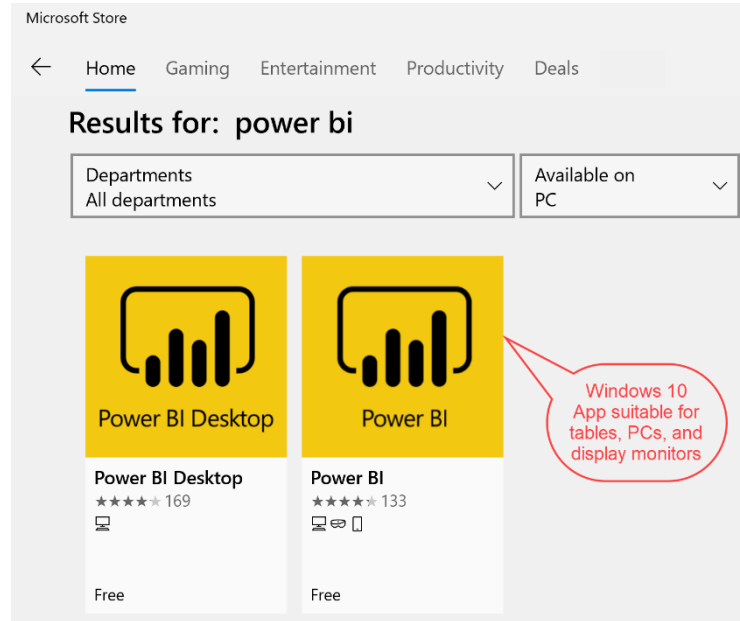 Microsoft Store
Home Gaming Entertainment Productivity Deals
Results for: power bi
Departments
All departments
Available on
PC
Power BI Desktop
Power BI
Windows 10
App suitable for
tables, PCs, and
display monitors
Power BI Desktop
169
Free
Power BI
133
Free